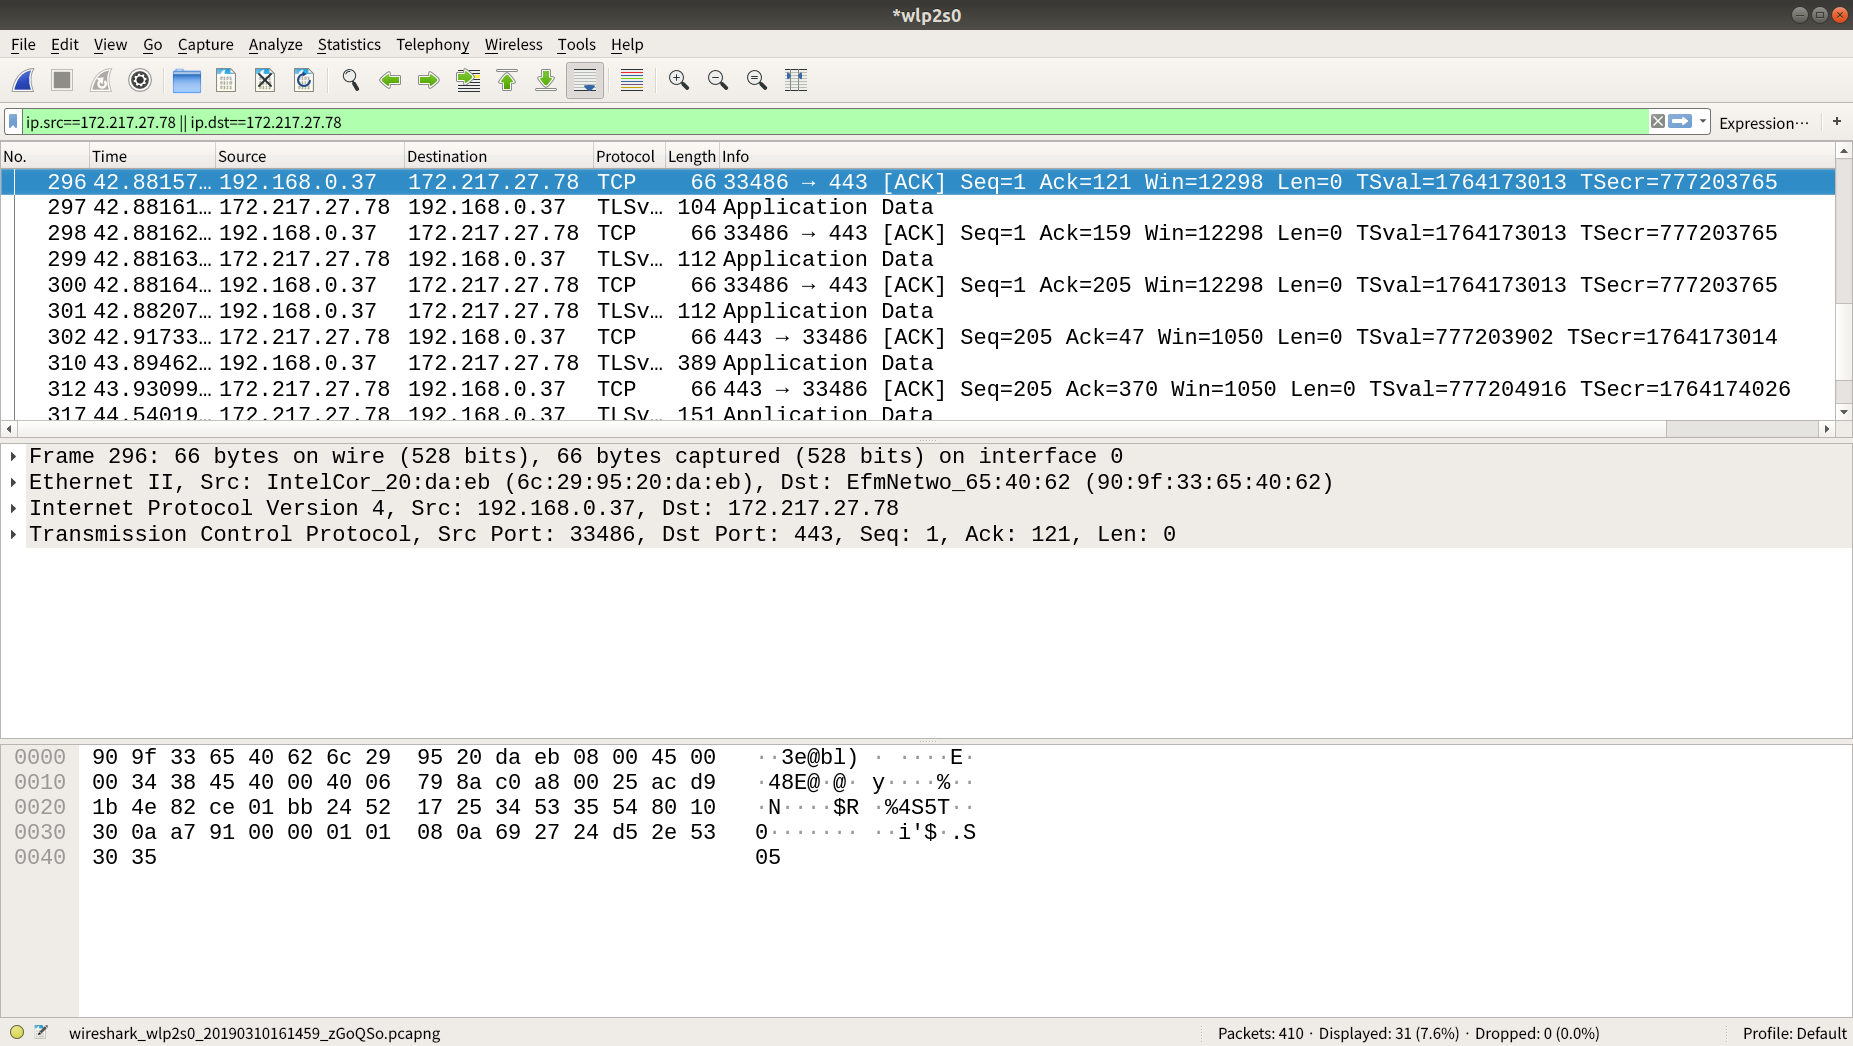 *wlp2s0
File Edit View Go Capture Analyze Statistics Telephony Wireless Tools Help
ip.src==172.217.27.78 || ip.dst==172.217.27.78 Expression… +
No. Time Source Destination Protocol Length Info
296 42.88157… 192.168.0.37 172.217.27.78 TCP 66 33486 → 443 [ACK] Seq=1 Ack=121 Win=12298 Len=0 TSval=1764173013 TSecr=777203765
297 42.88161… 172.217.27.78 192.168.0.37 TLSv… 104 Application Data
298 42.88162… 192.168.0.37 172.217.27.78 TCP 66 33486 → 443 [ACK] Seq=1 Ack=159 Win=12298 Len=0 TSval=1764173013 TSecr=777203765
299 42.88163… 172.217.27.78 192.168.0.37 TLSv… 112 Application Data
300 42.88164… 192.168.0.37 172.217.27.78 TCP 66 33486 → 443 [ACK] Seq=1 Ack=205 Win=12298 Len=0 TSval=1764173013 TSecr=777203765
301 42.88207… 192.168.0.37 172.217.27.78 TLSv… 112 Application Data
302 42.91733… 172.217.27.78 192.168.0.37 TCP 66 443 → 33486 [ACK] Seq=205 Ack=47 Win=1050 Len=0 TSval=777203902 TSecr=1764173014
310 43.89462… 192.168.0.37 172.217.27.78 TLSv… 389 Application Data
312 43.93099… 172.217.27.78 192.168.0.37 TCP 66 443 → 33486 [ACK] Seq=205 Ack=370 Win=1050 Len=0 TSval=777204916 TSecr=1764174026
317 44.54019… 172.217.27.78 192.168.0.37 TLSv… 151 Application Data
Frame 296: 66 bytes on wire (528 bits), 66 bytes captured (528 bits) on interface 0
Ethernet II, Src: IntelCor_20:da:eb (6c:29:95:20:da:eb), Dst: EfmNetwo_65:40:62 (90:9f:33:65:40:62)
Internet Protocol Version 4, Src: 192.168.0.37, Dst: 172.217.27.78
Transmission Control Protocol, Src Port: 33486, Dst Port: 443, Seq: 1, Ack: 121, Len: 0
0000 90 9f 33 65 40 62 6c 29 95 20 da eb 08 00 45 00 ··3e@bl) · ····E·
0010 00 34 38 45 40 00 40 06 79 8a c0 a8 00 25 ac d9 ·48E@·@· y····%··
0020 1b 4e 82 ce 01 bb 24 52 17 25 34 53 35 54 80 10 ·N····$R ·%4S5T··
0030 30 0a a7 91 00 00 01 01 08 0a 69 27 24 d5 2e 53 0······· ··i'$·.S
0040 30 35 05
wireshark_wlp2s0_20190310161459_zGoQSo.pcapng Packets: 410 · Displayed: 31 (7.6%) · Dropped: 0 (0.0%) Profile: Default